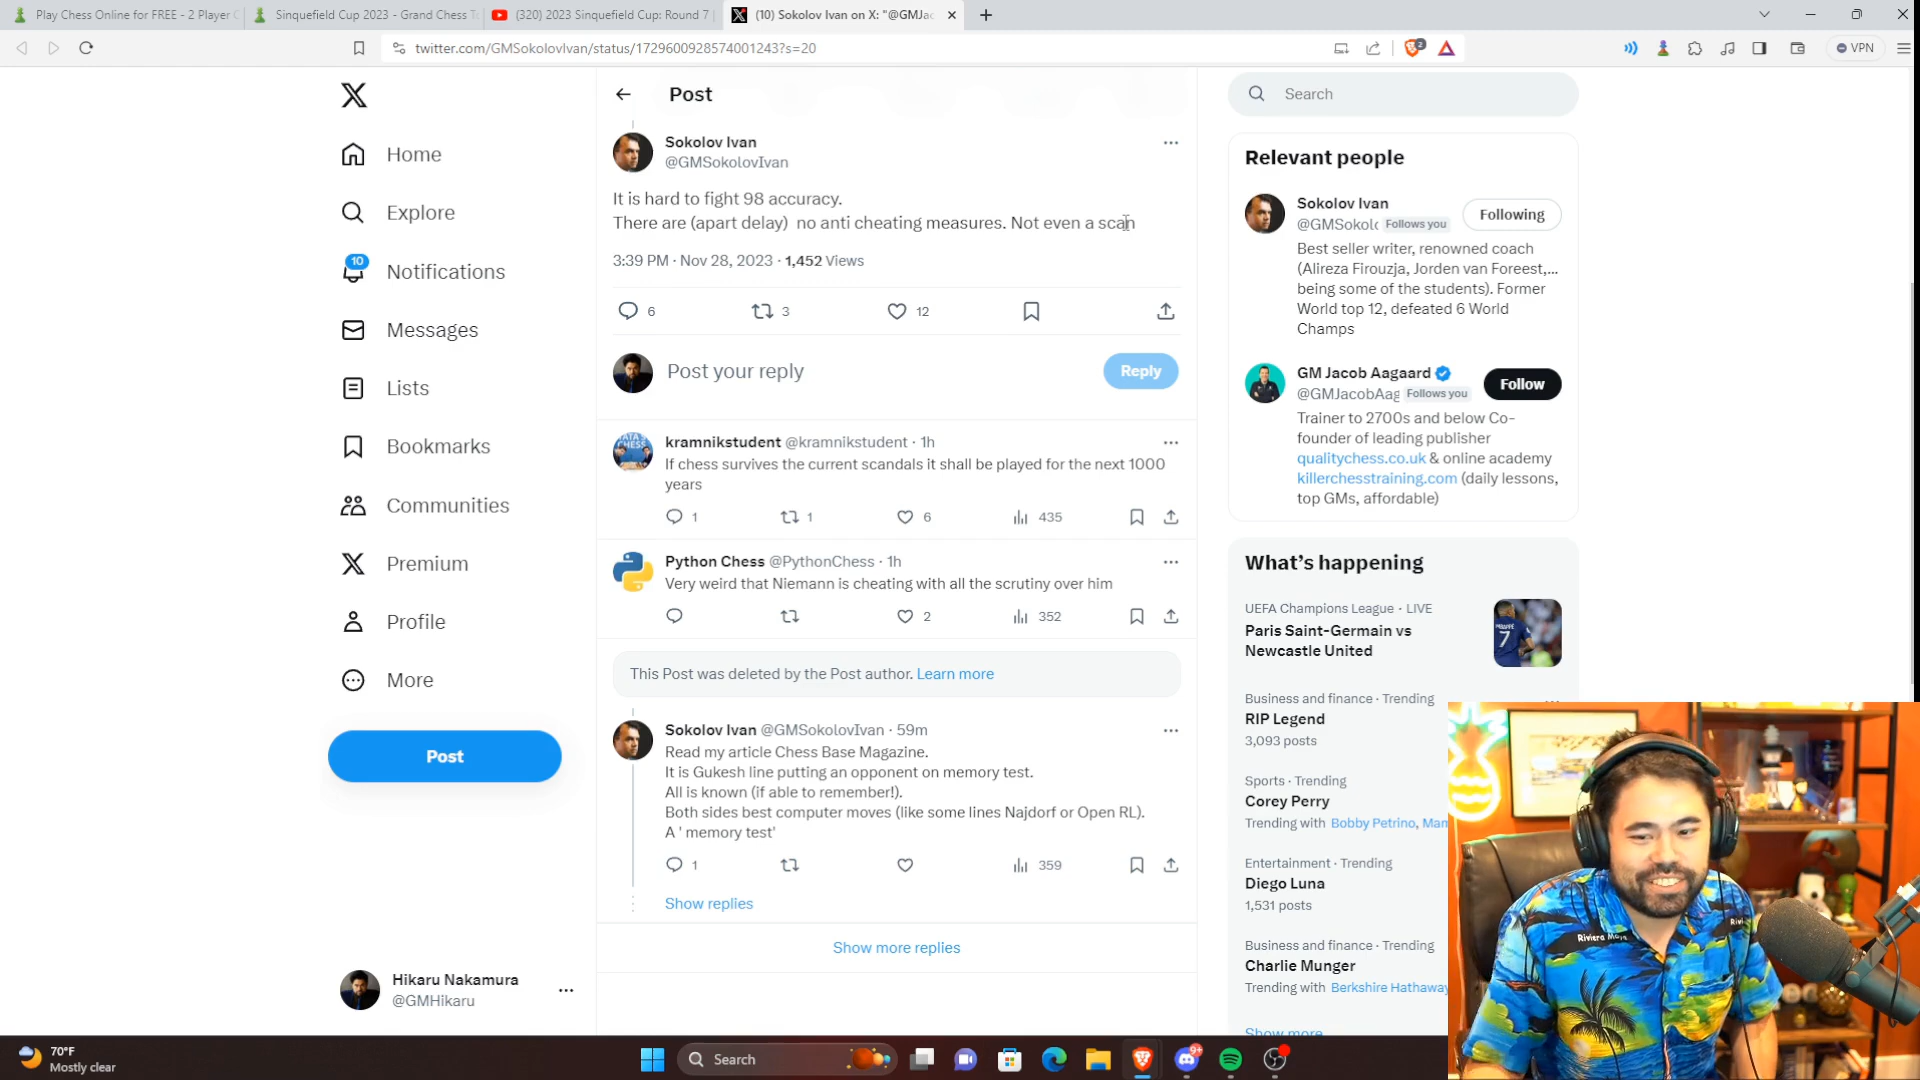 Play Chess Online for FREE - 2 Player
Sinquefield Cup 2023 - Grand Chess T
(320) 2023 Sinquefield Cup: Round 7
(10) Sokolov Ivan on X: "@GMJac
twitter.com/GMSokolovIvan/status/1729600928574001243?s=20
2
VPN
Home
Explore
10
Notifications
Messages
Lists
Bookmarks
Communities
Premium
Profile
More
Post
Hikaru Nakamura
@GMHikaru
Post
Sokolov Ivan
@GMSokolovIvan
It is hard to fight 98 accuracy.
There are (apart delay) no anti cheating measures. Not even a scan
3:39 PM · Nov 28, 2023 · 1,452 Views
6
3
12
Post your reply
Reply
kramnikstudent @kramnikstudent · 1h
If chess survives the current scandals it shall be played for the next 1000
years
1
1
6
435
Python Chess @PythonChess · 1h
Very weird that Niemann is cheating with all the scrutiny over him
2
352
This Post was deleted by the Post author. Learn more
Sokolov Ivan @GMSokolovIvan · 59m
Read my article Chess Base Magazine.
It is Gukesh line putting an opponent on memory test.
All is known (if able to remember!).
Both sides best computer moves (like some lines Najdorf or Open RL).
A ' memory test'
1
359
Show replies
Show more replies
Search
Relevant people
Sokolov Ivan
@GMSokolc Follows you
Following
Best seller writer, renowned coach
(Alireza Firouzja, Jorden van Foreest,...
being some of the students). Former
World top 12, defeated 6 World
Champs
GM Jacob Aagaard
@GMJacobAag Follows you
Follow
Trainer to 2700s and below Co-
founder of leading publisher
qualitychess.co.uk & online academy
killerchesstraining.com (daily lessons,
top GMs, affordable)
What's happening
UEFA Champions League · LIVE
Paris Saint-Germain vs
Newcastle United
Business and finance · Trending
RIP Legend
3,093 posts
Sports · Trending
Corey Perry
Trending with Bobby Petrino, Mam
Entertainment · Trending
Diego Luna
1,531 posts
Business and finance · Trending
Charlie Munger
Trending with Berkshire Hathaway
Show more
Riviera Maya
Rivi
70°F
Mostly clear
Search
9+